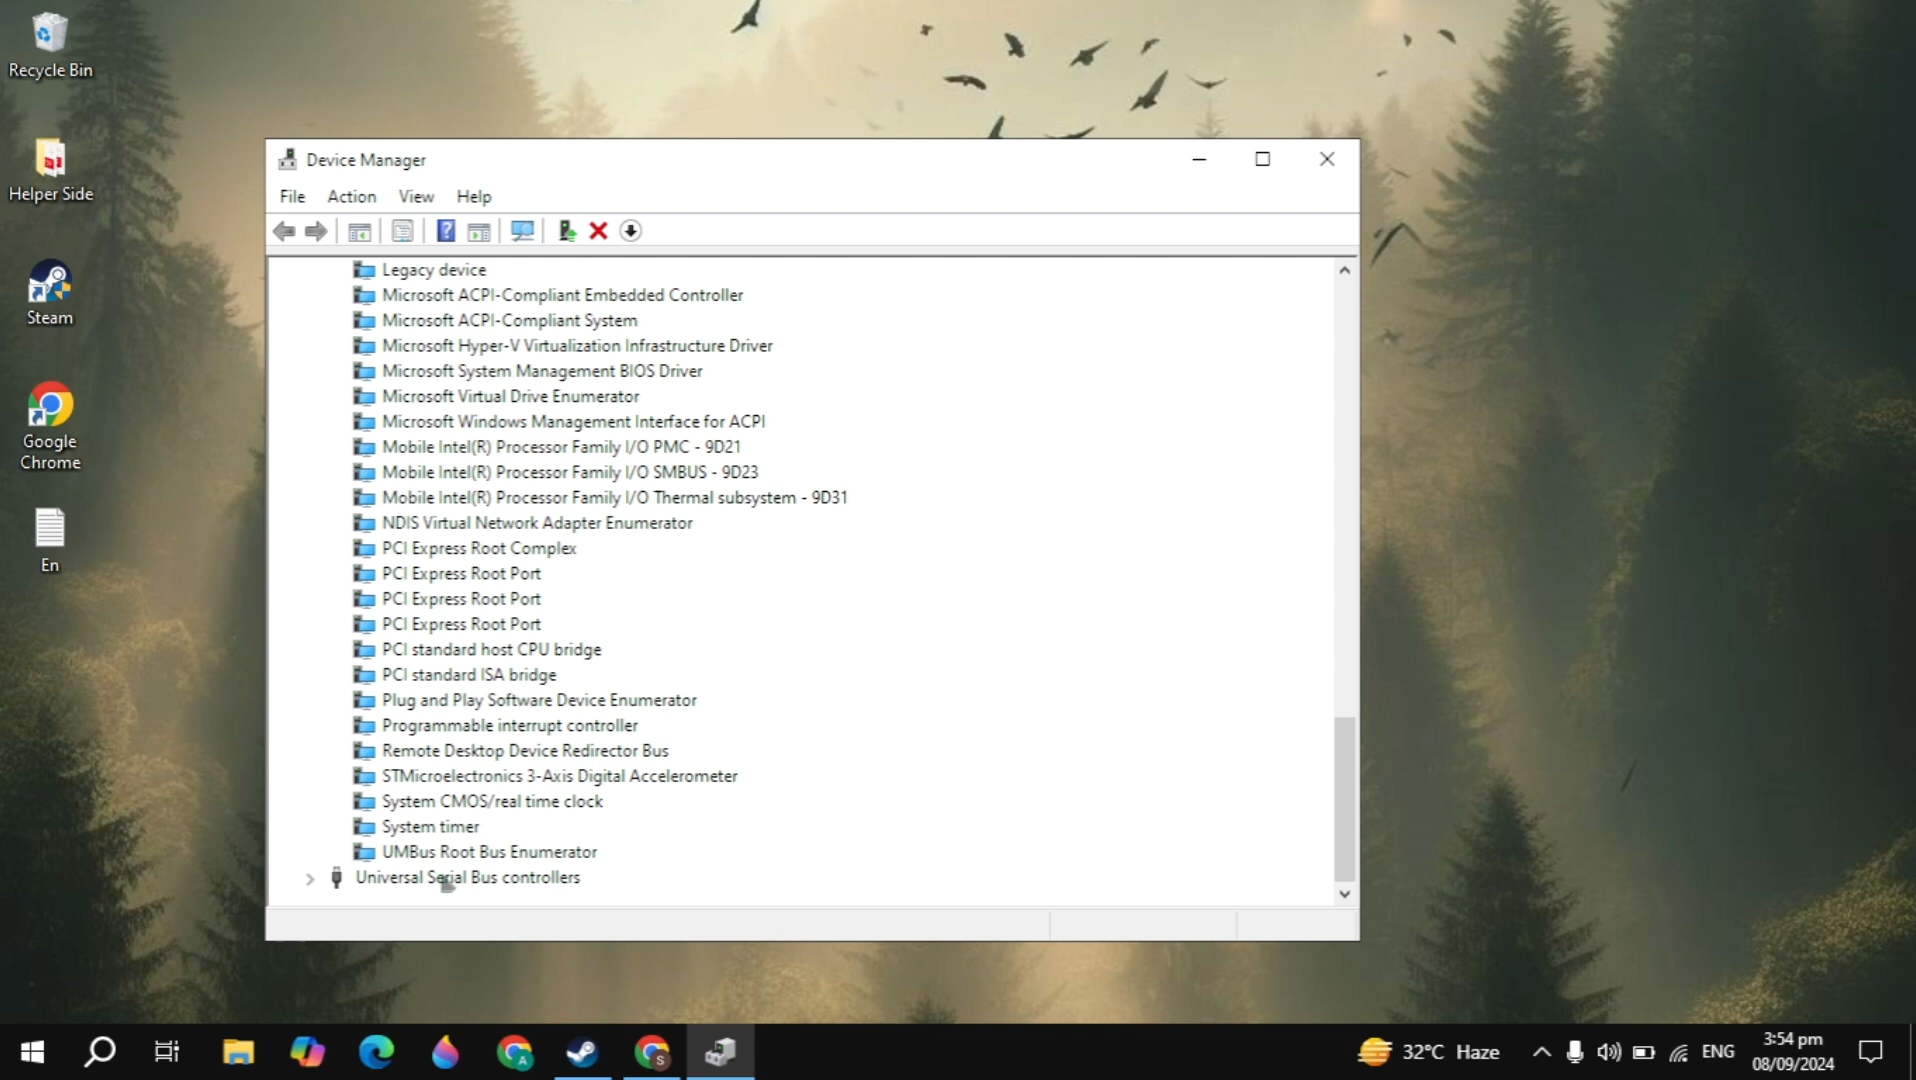 Recycle Bin
Helper Side
Steam
Google
Chrome
En
Device Manager
File Action View Help
Legacy device
Microsoft ACPI-Compliant Embedded Controller
Microsoft ACPI-Compliant System
Microsoft Hyper-V Virtualization Infrastructure Driver
Microsoft System Management BIOS Driver
Microsoft Virtual Drive Enumerator
Microsoft Windows Management Interface for ACPI
Mobile Intel(R) Processor Family I/O PMC - 9D21
Mobile Intel(R) Processor Family I/O SMBUS - 9D23
Mobile Intel(R) Processor Family I/O Thermal subsystem - 9D31
NDIS Virtual Network Adapter Enumerator
PCI Express Root Complex
PCI Express Root Port
PCI Express Root Port
PCI Express Root Port
PCI standard host CPU bridge
PCI standard ISA bridge
Plug and Play Software Device Enumerator
Programmable interrupt controller
Remote Desktop Device Redirector Bus
STMicroelectronics 3-Axis Digital Accelerometer
System CMOS/real time clock
System timer
UMBus Root Bus Enumerator
Universal Serial Bus controllers
32°C Haze
ENG
3:54 pm
08/09/2024